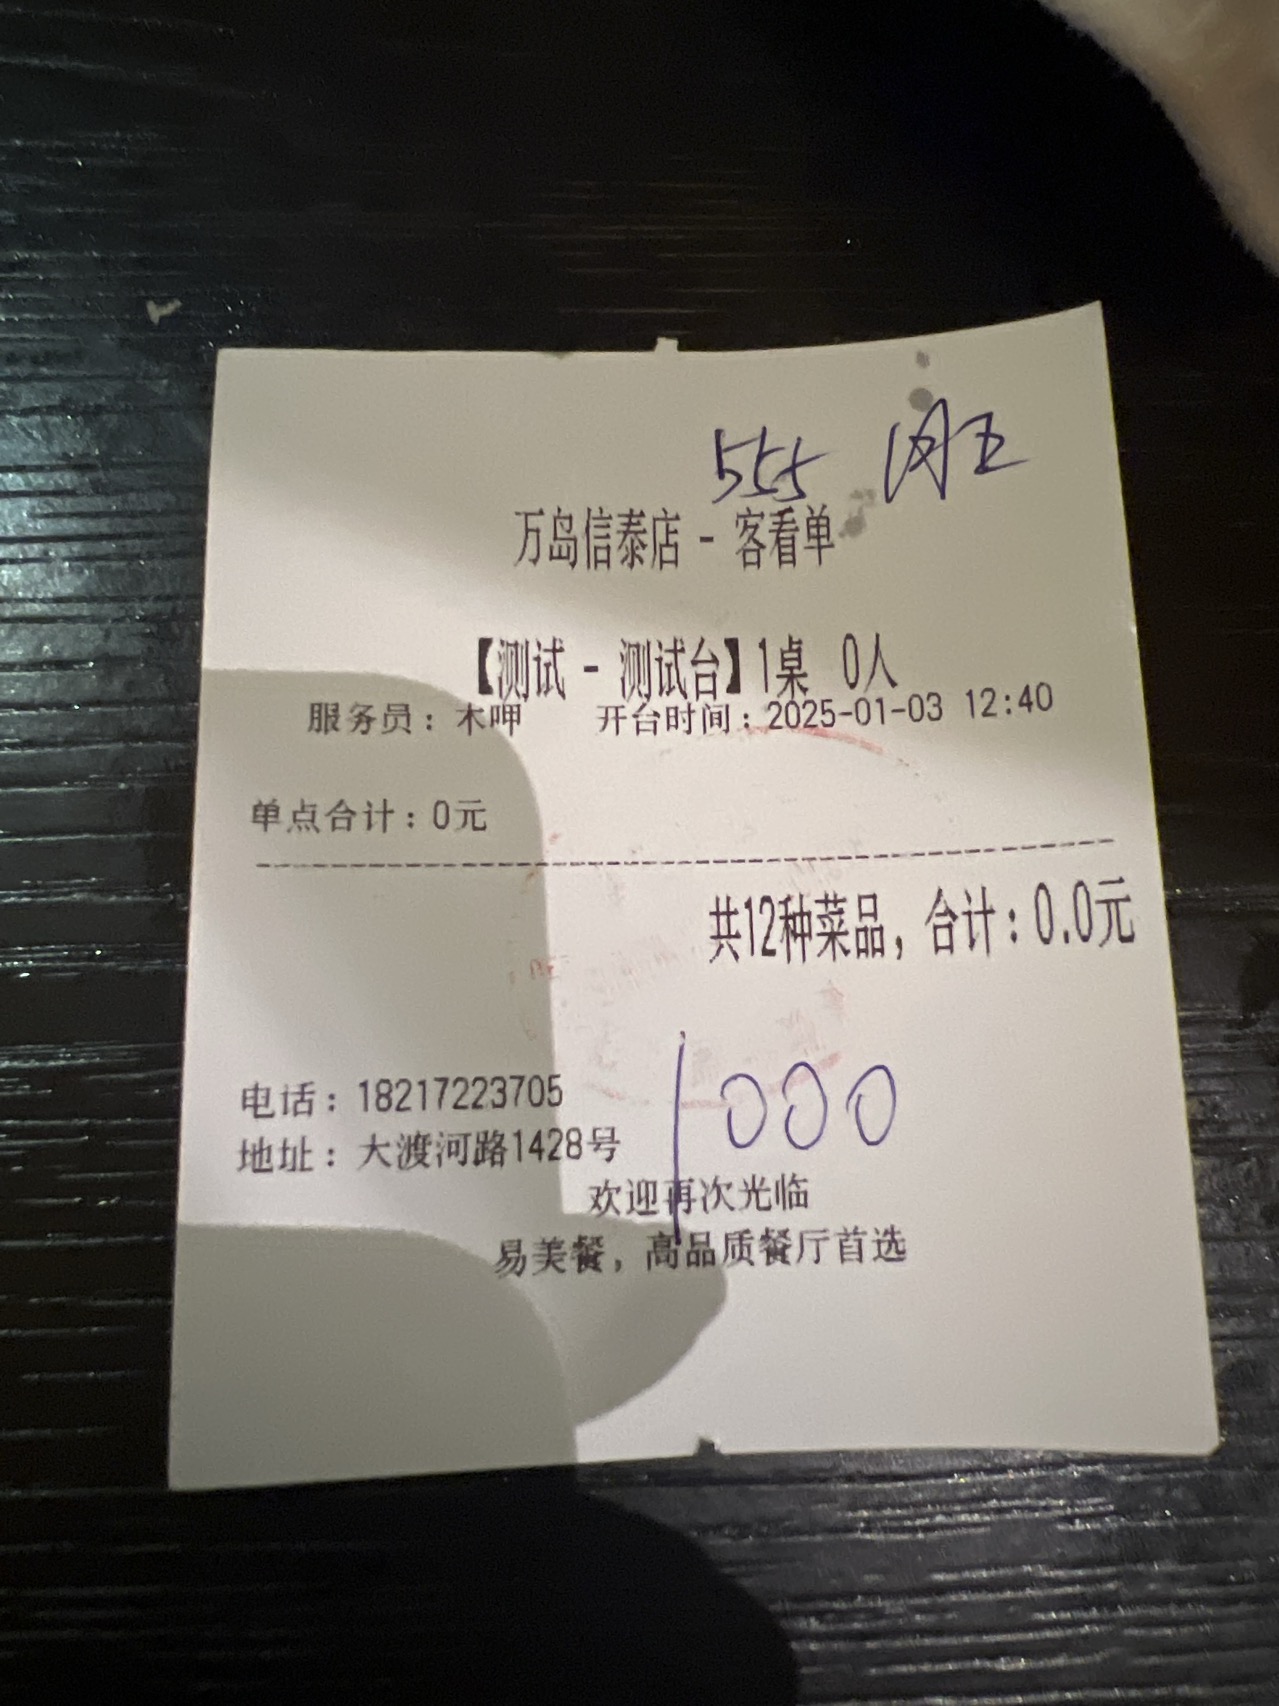 555
万岛信泰店 - 客看单
【测试 - 测试台】1桌 0人
服务员：木呷 开台时间：2025-01-03 12:40
单点合计：0元
共12种菜品，合计：0.0元
1000
电话：18217223705
地址：大渡河路1428号
欢迎再次光临
易美餐，高品质餐厅首选